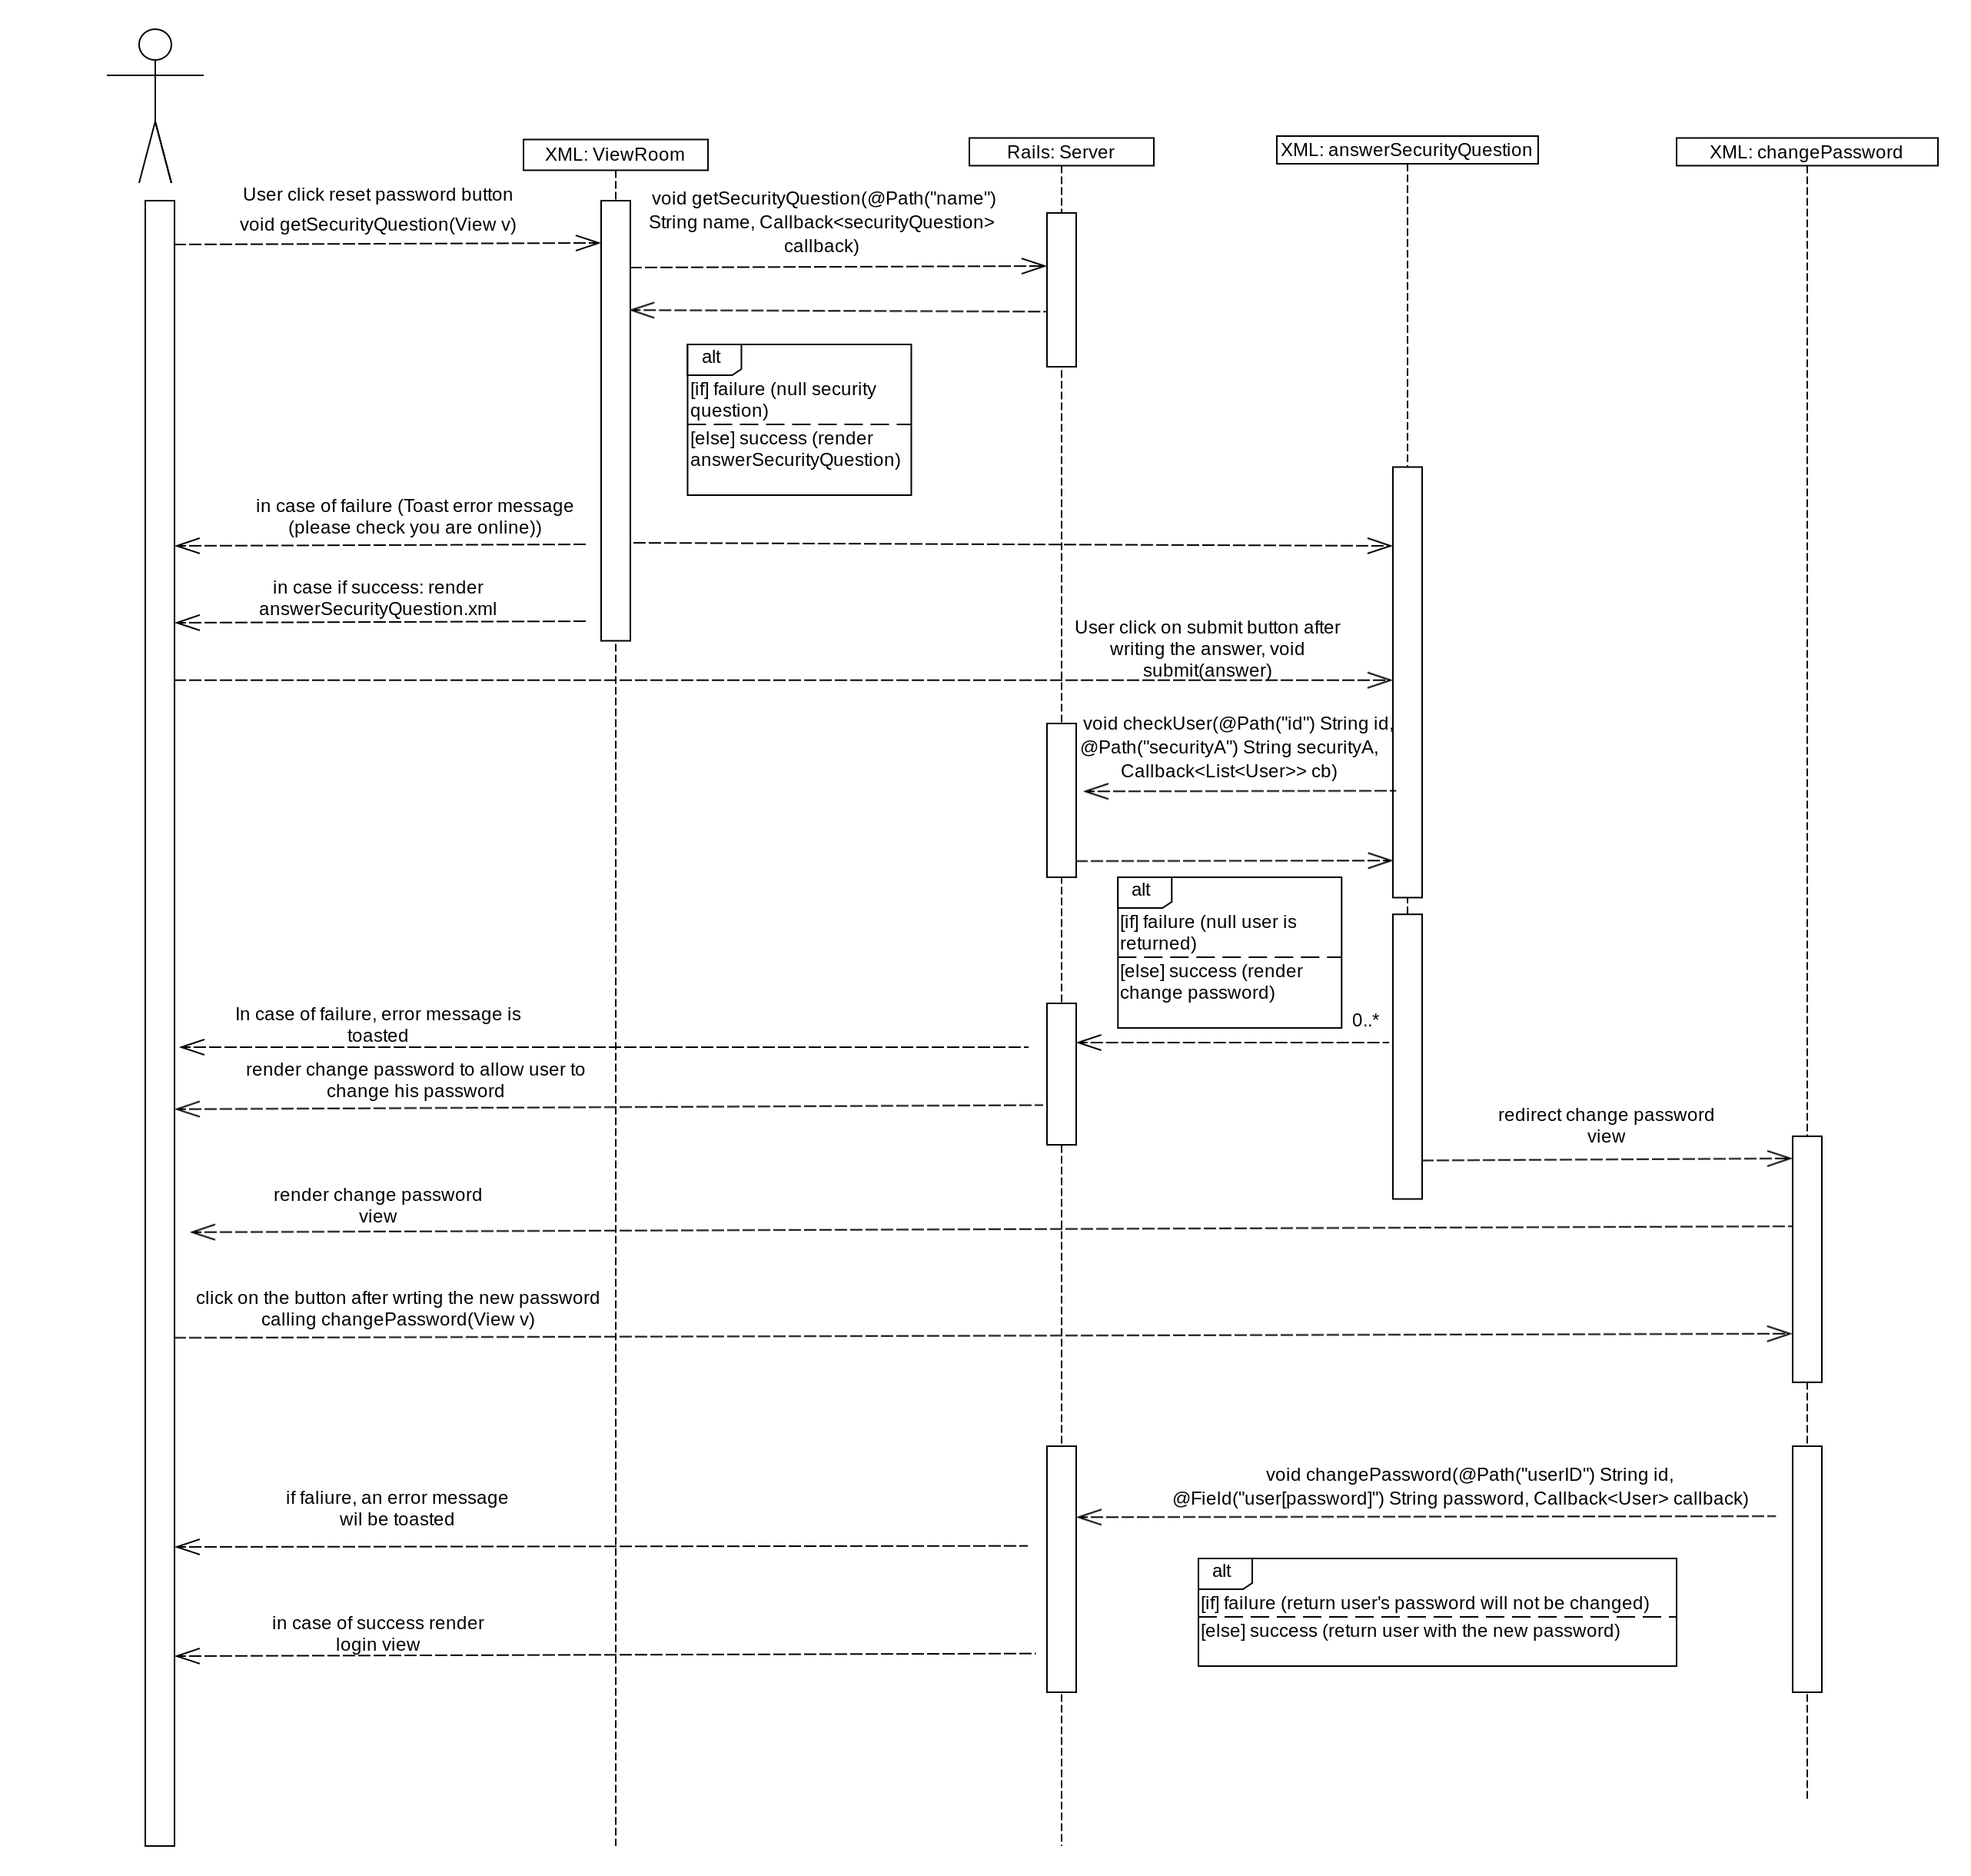 XML: ViewRoom
Rails: Server
XML: answerSecurityQuestion
XML: changePassword
User click reset password button
void getSecurityQuestion(View v)
void getSecurityQuestion(@Path("name")
String name, Callback<securityQuestion>
callback)
alt
[if] failure (null security
question)
[else] success (render
answerSecurityQuestion)
in case of failure (Toast error message
(please check you are online))
in case if success: render
answerSecurityQuestion.xml
User click on submit button after
writing the answer, void
submit(answer)
void checkUser(@Path("id") String id,
@Path("securityA") String securityA,
Callback<List<User>> cb)
alt
[if] failure (null user is
returned)
[else] success (render
change password)
0..*
In case of failure, error message is
toasted
render change password to allow user to
change his password
redirect change password
view
render change password
view
click on the button after wrting the new password
calling changePassword(View v)
void changePassword(@Path("userID") String id,
@Field("user[password]") String password, Callback<User> callback)
if faliure, an error message
wil be toasted
alt
[if] failure (return user's password will not be changed)
[else] success (return user with the new password)
in case of success render
login view